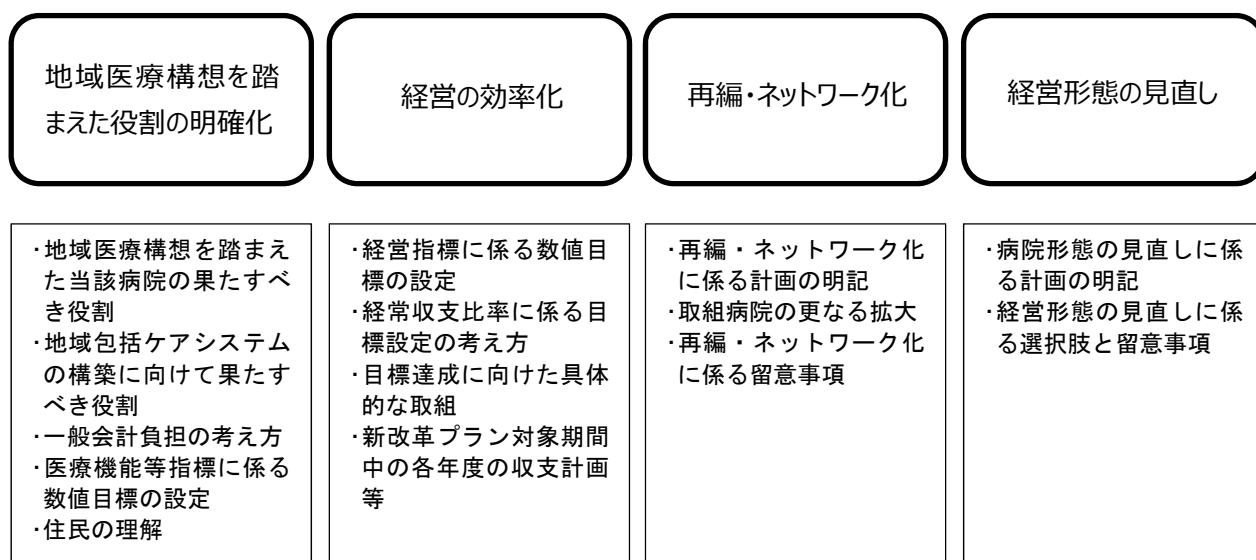 地域医療構想を踏
まえた役割の明確化
経営の効率化
再編・ネットワーク化
経営形態の見直し
・地域医療構想を踏まえ
た当該病院の果たすべ
き役割
・地域包括ケアシステム
の構築に向けて果たす
べき役割
・一般会計負担の考え方
・医療機能等指標に係る
数値目標の設定
・住民の理解
・経営指標に係る数値目
標の設定
・経常収支比率に係る目
標設定の考え方
・目標達成に向けた具体
的な取組
・新改革プラン対象期間
中の各年度の収支計画
等
・再編・ネットワーク化
に係る計画の明記
・取組病院の更なる拡大
・再編・ネットワーク化
に係る留意事項
・病院形態の見直しに係
る計画の明記
・経営形態の見直しに係
る選択肢と留意事項